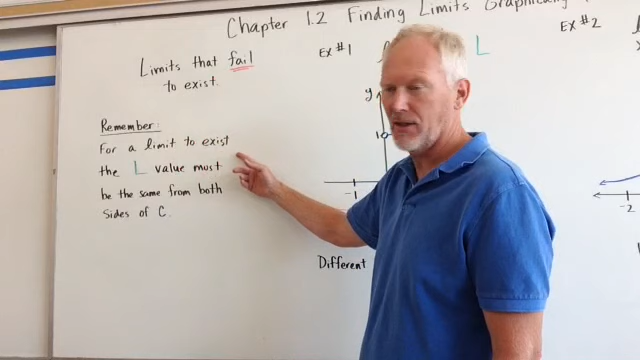 Chapter 1.2 Finding Limits Graphically
Limits that fail
to exist.
Remember:
For a limit to exist
the L value must
be the same from both
sides of C.
Ex #1
L
y
1
-1
Different
Ex #2
-2